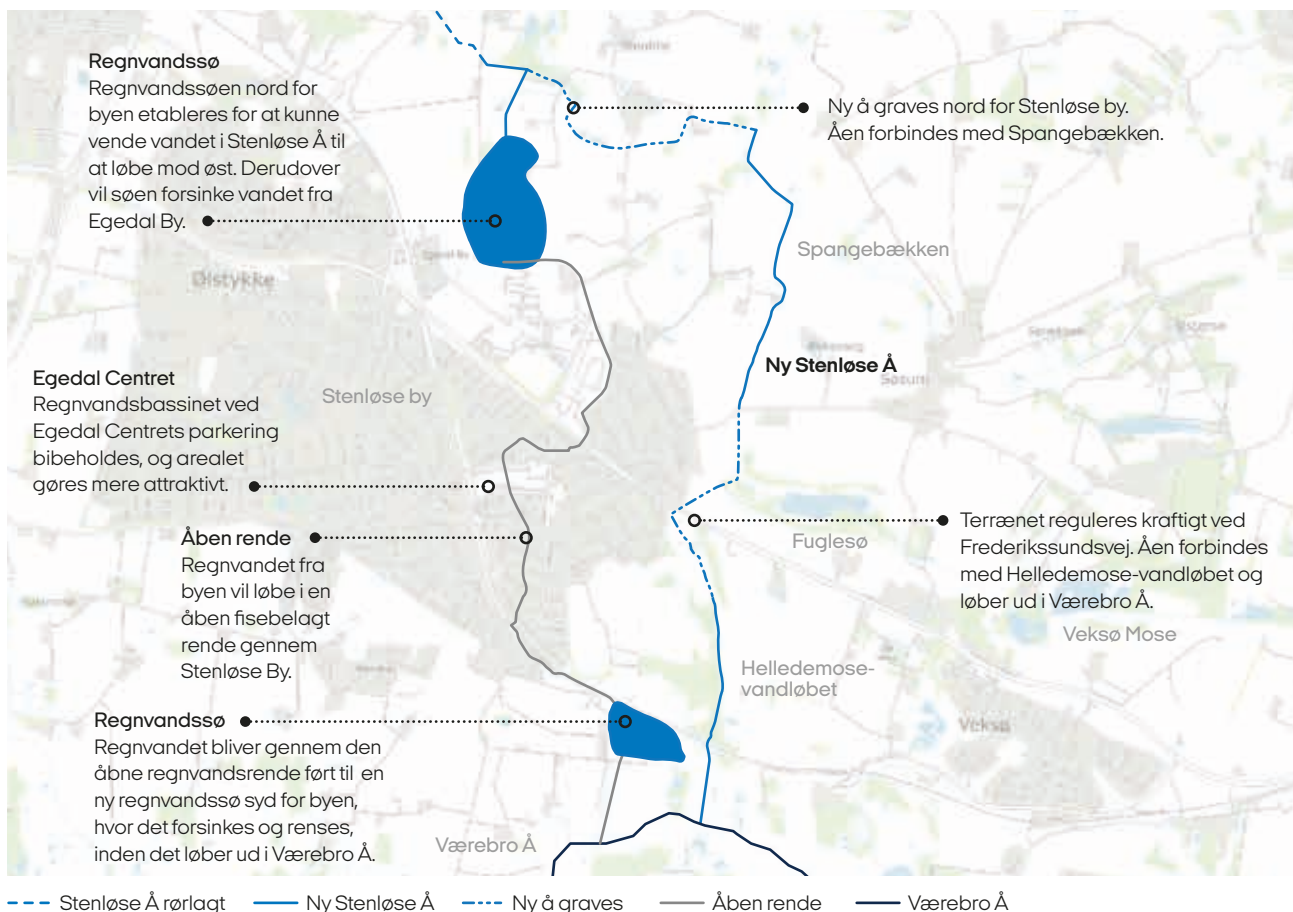 Regnvandssø
Regnvandssøen nord for
byen etableres for at kunne
vende vandet i Stenløse Å til
at løbe mod øst. Derudover
vil søen forsinke vandet fra
Egedal By.
Ny å graves nord for Stenløse by.
Åen forbindes med Spangebækken.
Spangebækken
Ølstykke
Egedal By
Søsum
Ny Stenløse Å
Egedal Centret
Regnvandsbassinet ved
Egedal Centrets parkering
bibeholdes, og arealet
gøres mere attraktivt.
Stenløse by
Åben rende
Regnvandet fra
byen vil løbe i en
åben fisebelagt
rende gennem
Stenløse By.
Fuglesø
Terrænet reguleres kraftigt ved
Frederikssundsvej. Åen forbindes
med Helledemose-vandløbet og
løber ud i Værebro Å.
Veksø Mose
Helledemose-
vandløbet
Veksø
Regnvandssø
Regnvandet bliver gennem den
åbne regnvandsrende ført til en
ny regnvandssø syd for byen,
hvor det forsinkes og renses,
inden det løber ud i Værebro Å.
Værebro Å
Stenløse Å rørlagt
Ny Stenløse Å
Ny å graves
Åben rende
Værebro Å